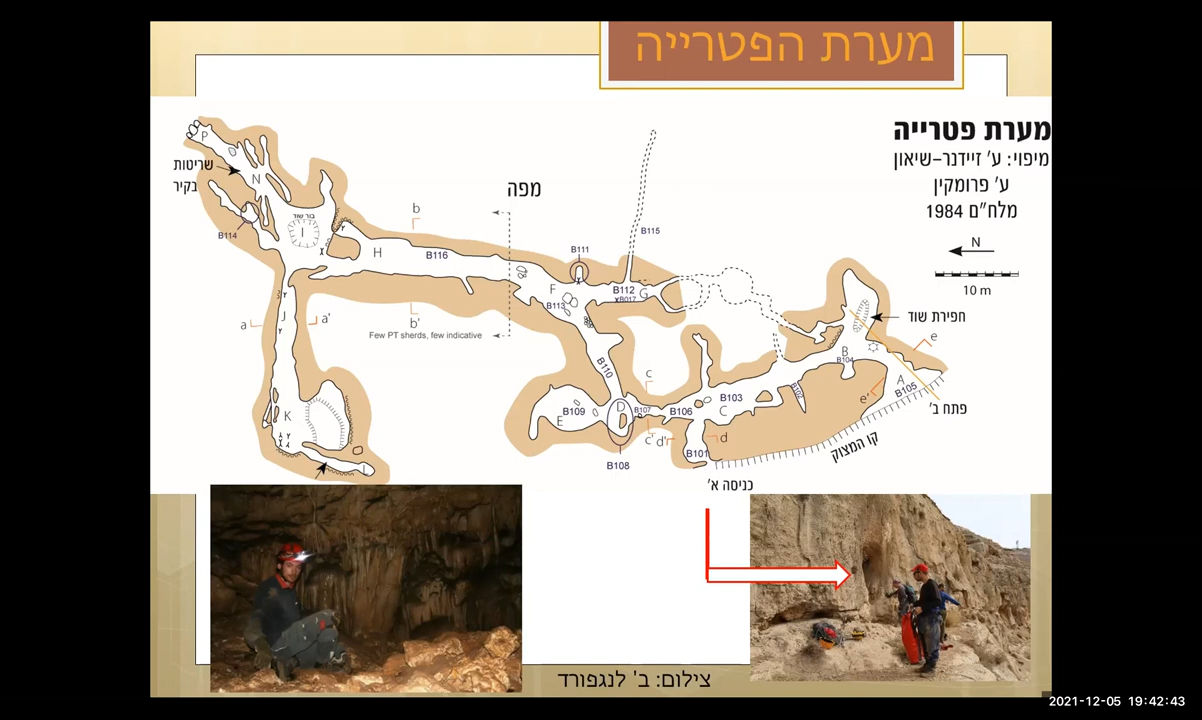 מערת הפטרייה
מערת פטרייה
מיפוי: ע' זיידנר-שיאון
ע' פרומקין
מלח"ם 1984
N
10 m
P
שריטות
בקיר
N
בור שוד
I
B114
מפה
b
H
B116
B115
B111
F
B112
G
XB017
B113
a
J
a'
b'
Few PT sherds, few indicative
חפירת שוד
e
B
B104
A
B105
e'
פתח ב'
B110
c
K
B109
E
D
B107
B106
B103
C
B102
c'
d'
d
B101
B108
L
קו המצוק
כניסה א'
צילום: ב' לנגפורד
2021-12-05 19:42:43